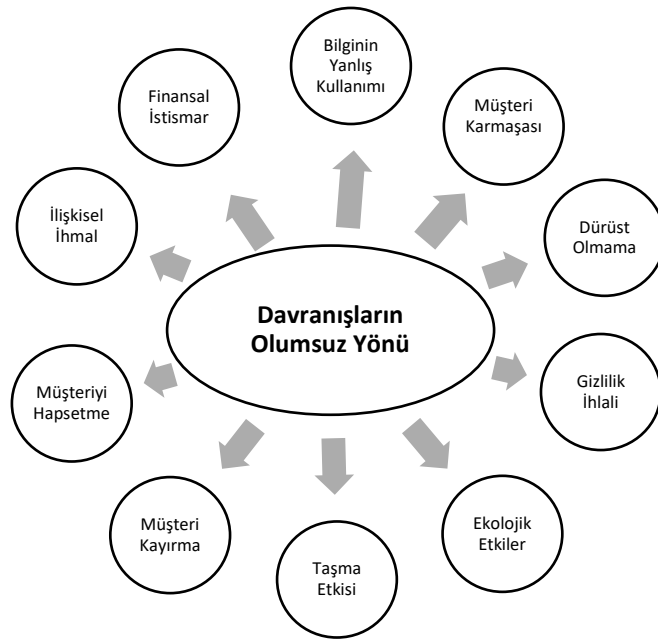 Bilginin
Yanlış
Kullanımı
Müşteri
Karmaşası
Dürüst
Olmama
Gizlilik
İhlali
Ekolojik
Etkiler
Taşma
Etkisi
Müşteri
Kayırma
Müşteriyi
Hapsetme
İlişkisel
İhmal
Finansal
İstismar
Davranışların
Olumsuz Yönü